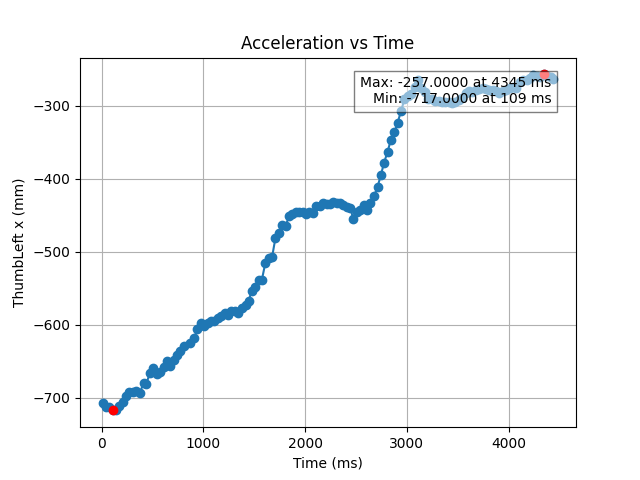 Acceleration vs Time
Max: -257.0000 at 4345 ms
Min: -717.0000 at 109 ms
ThumbLeft x (mm)
−300
−400
−500
−600
−700
0
1000
2000
3000
4000
Time (ms)